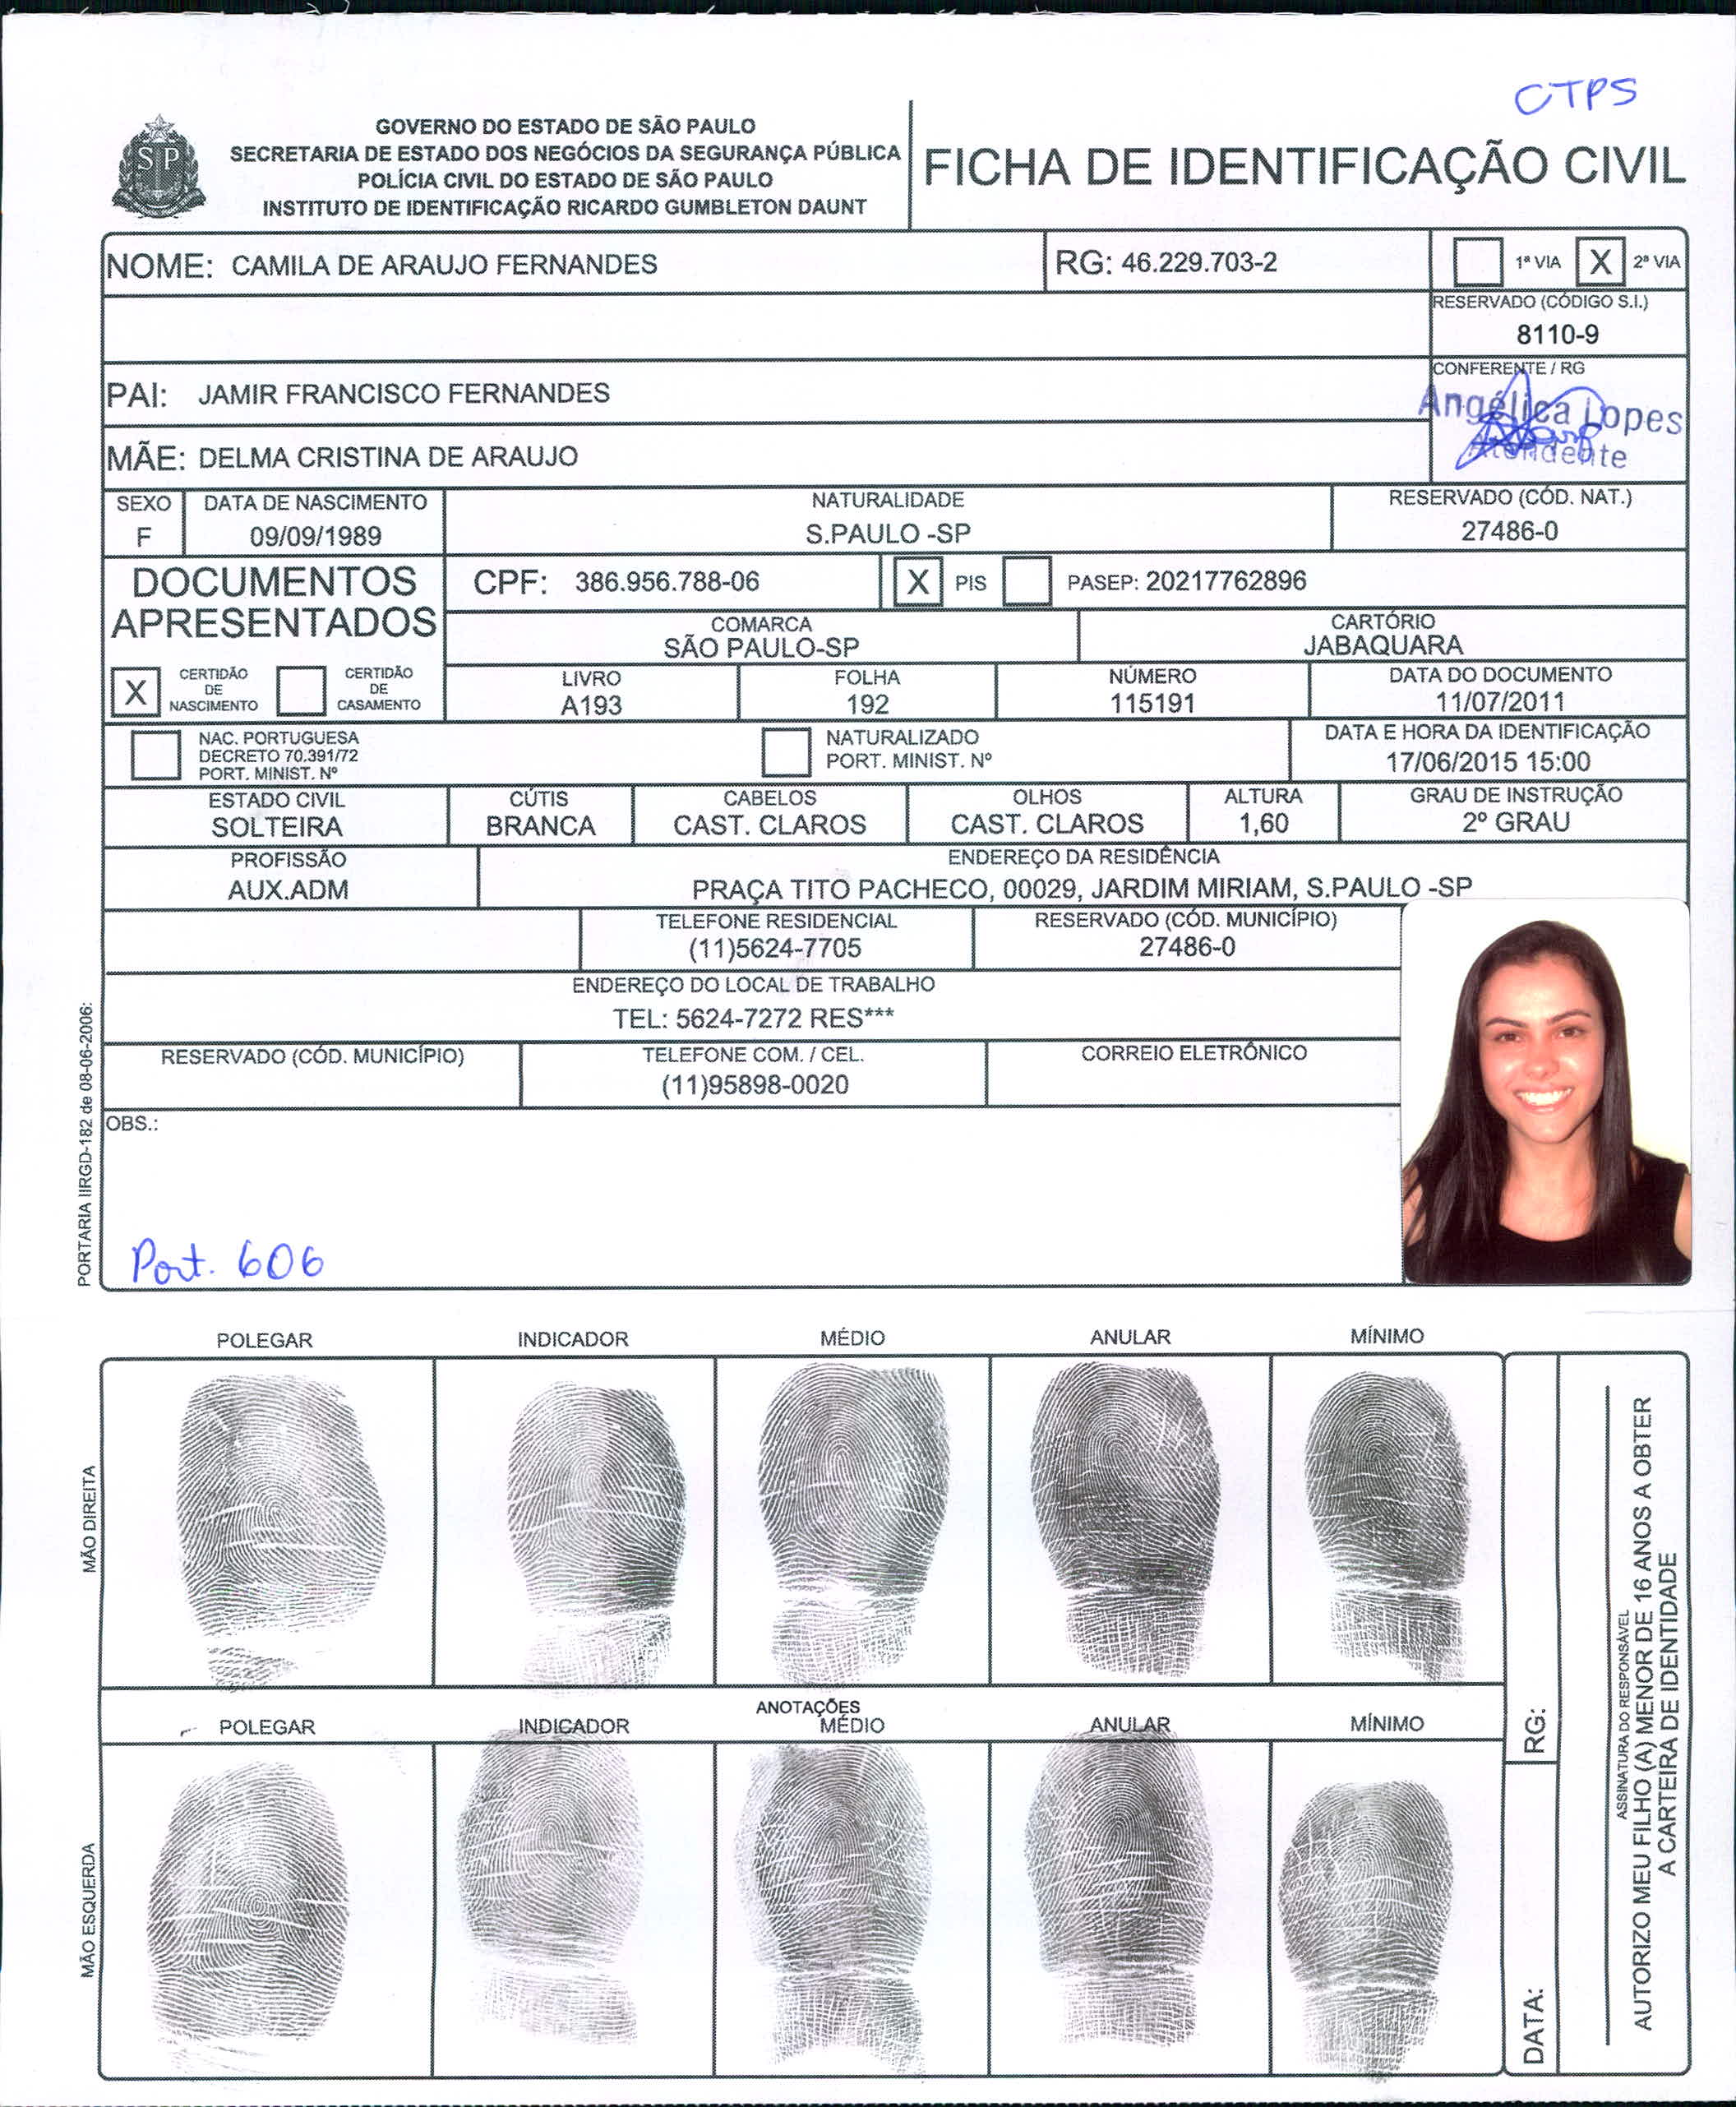 CTPS
GOVERNO DO ESTADO DE SÃO PAULO
SECRETARIA DE ESTADO DOS NEGÓCIOS DA SEGURANÇA PÚBLICA
POLÍCIA CIVIL DO ESTADO DE SÃO PAULO
INSTITUTO DE IDENTIFICAÇÃO RICARDO GUMBLETON DAUNT
SP
FICHA DE IDENTIFICAÇÃO CIVIL
NOME: CAMILA DE ARAUJO FERNANDES
RG: 46.229.703-2
1ª VIA X 2ª VIA
RESERVADO (CÓDIGO S.I.)
8110-9
PAI: JAMIR FRANCISCO FERNANDES
CONFERENTE / RG
Angélica Lopes
Atendente
MÃE: DELMA CRISTINA DE ARAUJO
SEXO DATA DE NASCIMENTO NATURALIDADE RESERVADO (CÓD. NAT.)
F 09/09/1989 S.PAULO -SP 27486-0
DOCUMENTOS
APRESENTADOS
CPF: 386.956.788-06 X PIS PASEP: 20217762896
COMARCA CARTÓRIO
SÃO PAULO-SP JABAQUARA
X CERTIDÃO DE NASCIMENTO CERTIDÃO DE CASAMENTO
LIVRO FOLHA NÚMERO DATA DO DOCUMENTO
A193 192 115191 11/07/2011
NAC. PORTUGUESA
DECRETO 70.391/72
PORT. MINIST. Nº
NATURALIZADO
PORT. MINIST. Nº
DATA E HORA DA IDENTIFICAÇÃO
17/06/2015 15:00
ESTADO CIVIL CÚTIS CABELOS OLHOS ALTURA GRAU DE INSTRUÇÃO
SOLTEIRA BRANCA CAST. CLAROS CAST. CLAROS 1,60 2º GRAU
PROFISSÃO ENDEREÇO DA RESIDÊNCIA
AUX.ADM PRAÇA TITO PACHECO, 00029, JARDIM MIRIAM, S.PAULO -SP
TELEFONE RESIDENCIAL RESERVADO (CÓD. MUNICÍPIO)
(11)5624-7705 27486-0
ENDEREÇO DO LOCAL DE TRABALHO
TEL: 5624-7272 RES***
RESERVADO (CÓD. MUNICÍPIO) TELEFONE COM. / CEL. CORREIO ELETRÔNICO
(11)95898-0020
OBS.:
Port. 606
PORTARIA IIRGD-182 de 08-06-2006:
POLEGAR INDICADOR MÉDIO ANULAR MÍNIMO
MÃO DIREITA
ANOTAÇÕES
POLEGAR INDICADOR MÉDIO ANULAR MÍNIMO
MÃO ESQUERDA
RG:
DATA:
ASSINATURA DO RESPONSÁVEL
AUTORIZO MEU FILHO (A) MENOR DE 16 ANOS A OBTER
A CARTEIRA DE IDENTIDADE